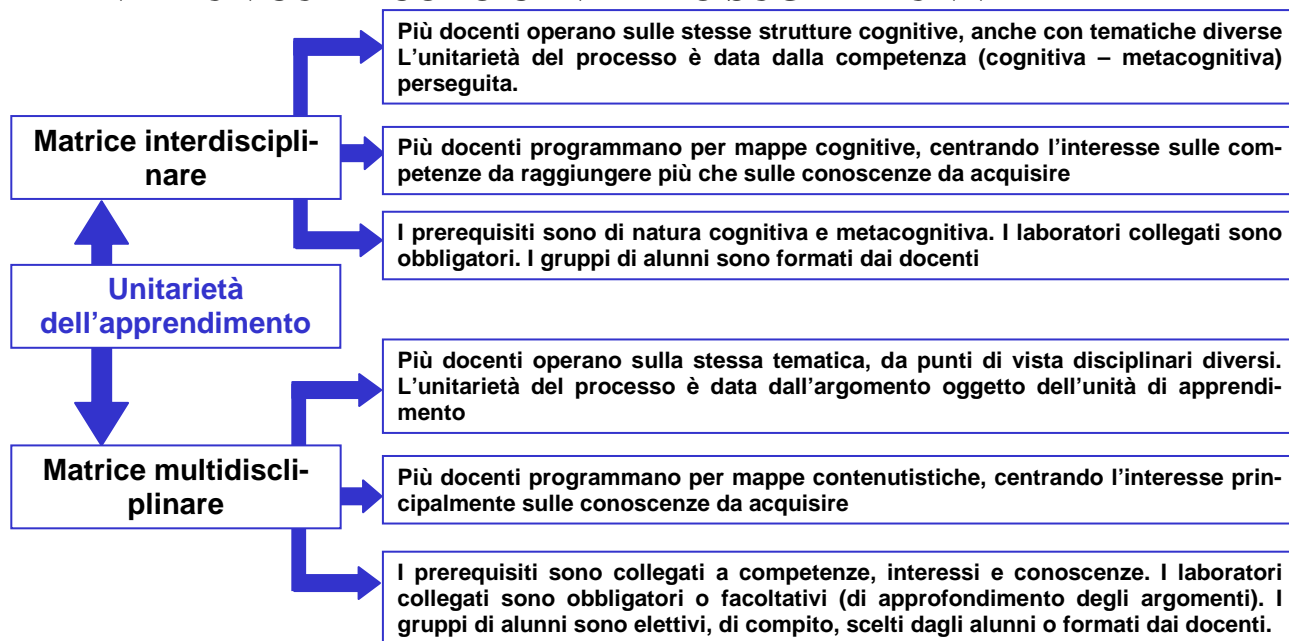 Più docenti operano sulle stesse strutture cognitive, anche con tematiche diverse
L'unitarietà del processo è data dalla competenza (cognitiva – metacognitiva)
perseguita.
Matrice interdiscipli-
nare
Più docenti programmano per mappe cognitive, centrando l'interesse sulle com-
petenze da raggiungere più che sulle conoscenze da acquisire
I prerequisiti sono di natura cognitiva e metacognitiva. I laboratori collegati sono
obbligatori. I gruppi di alunni sono formati dai docenti
Unitarietà
dell'apprendimento
Più docenti operano sulla stessa tematica, da punti di vista disciplinari diversi.
L'unitarietà del processo è data dall'argomento oggetto dell'unità di apprendi-
mento
Matrice multidiscli-
plinare
Più docenti programmano per mappe contenutistiche, centrando l'interesse prin-
cipalmente sulle conoscenze da acquisire
I prerequisiti sono collegati a competenze, interessi e conoscenze. I laboratori
collegati sono obbligatori o facoltativi (di approfondimento degli argomenti). I
gruppi di alunni sono elettivi, di compito, scelti dagli alunni o formati dai docenti.